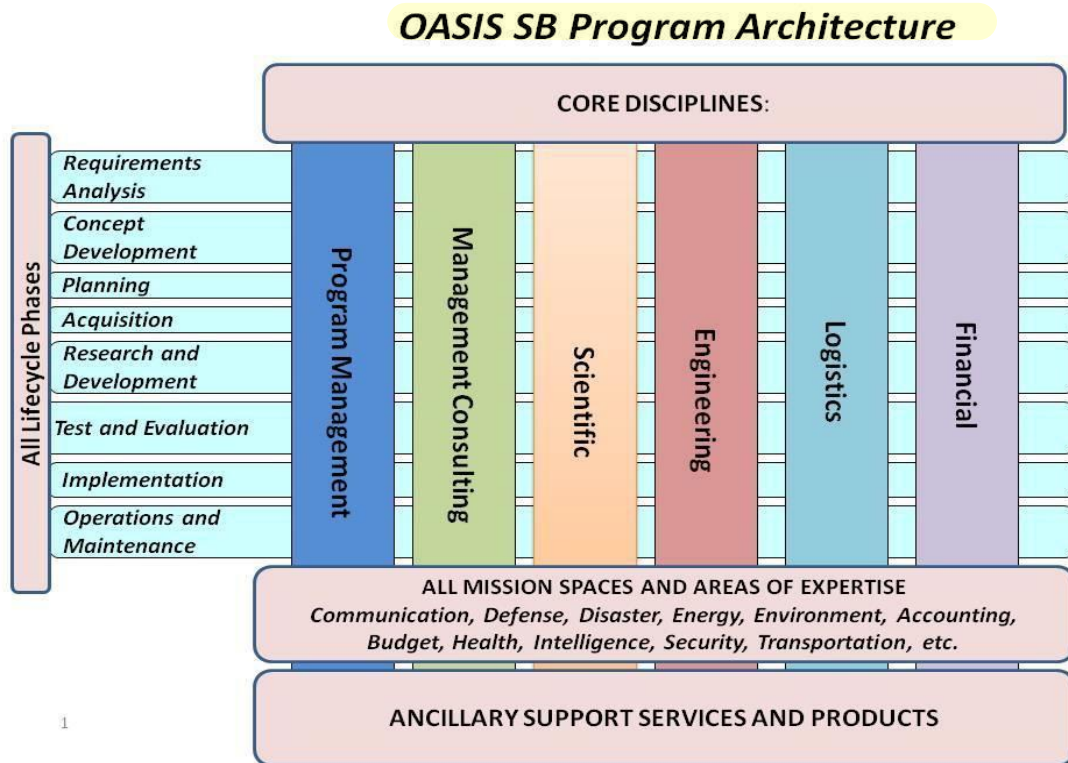 OASIS SB Program Architecture
CORE DISCIPLINES:
All Lifecycle Phases
Requirements
Analysis
Concept
Development
Planning
Acquisition
Research and
Development
Test and Evaluation
Implementation
Operations and
Maintenance
Program Management
Management Consulting
Scientific
Engineering
Logistics
Financial
ALL MISSION SPACES AND AREAS OF EXPERTISE
Communication, Defense, Disaster, Energy, Environment, Accounting,
Budget, Health, Intelligence, Security, Transportation, etc.
ANCILLARY SUPPORT SERVICES AND PRODUCTS
1